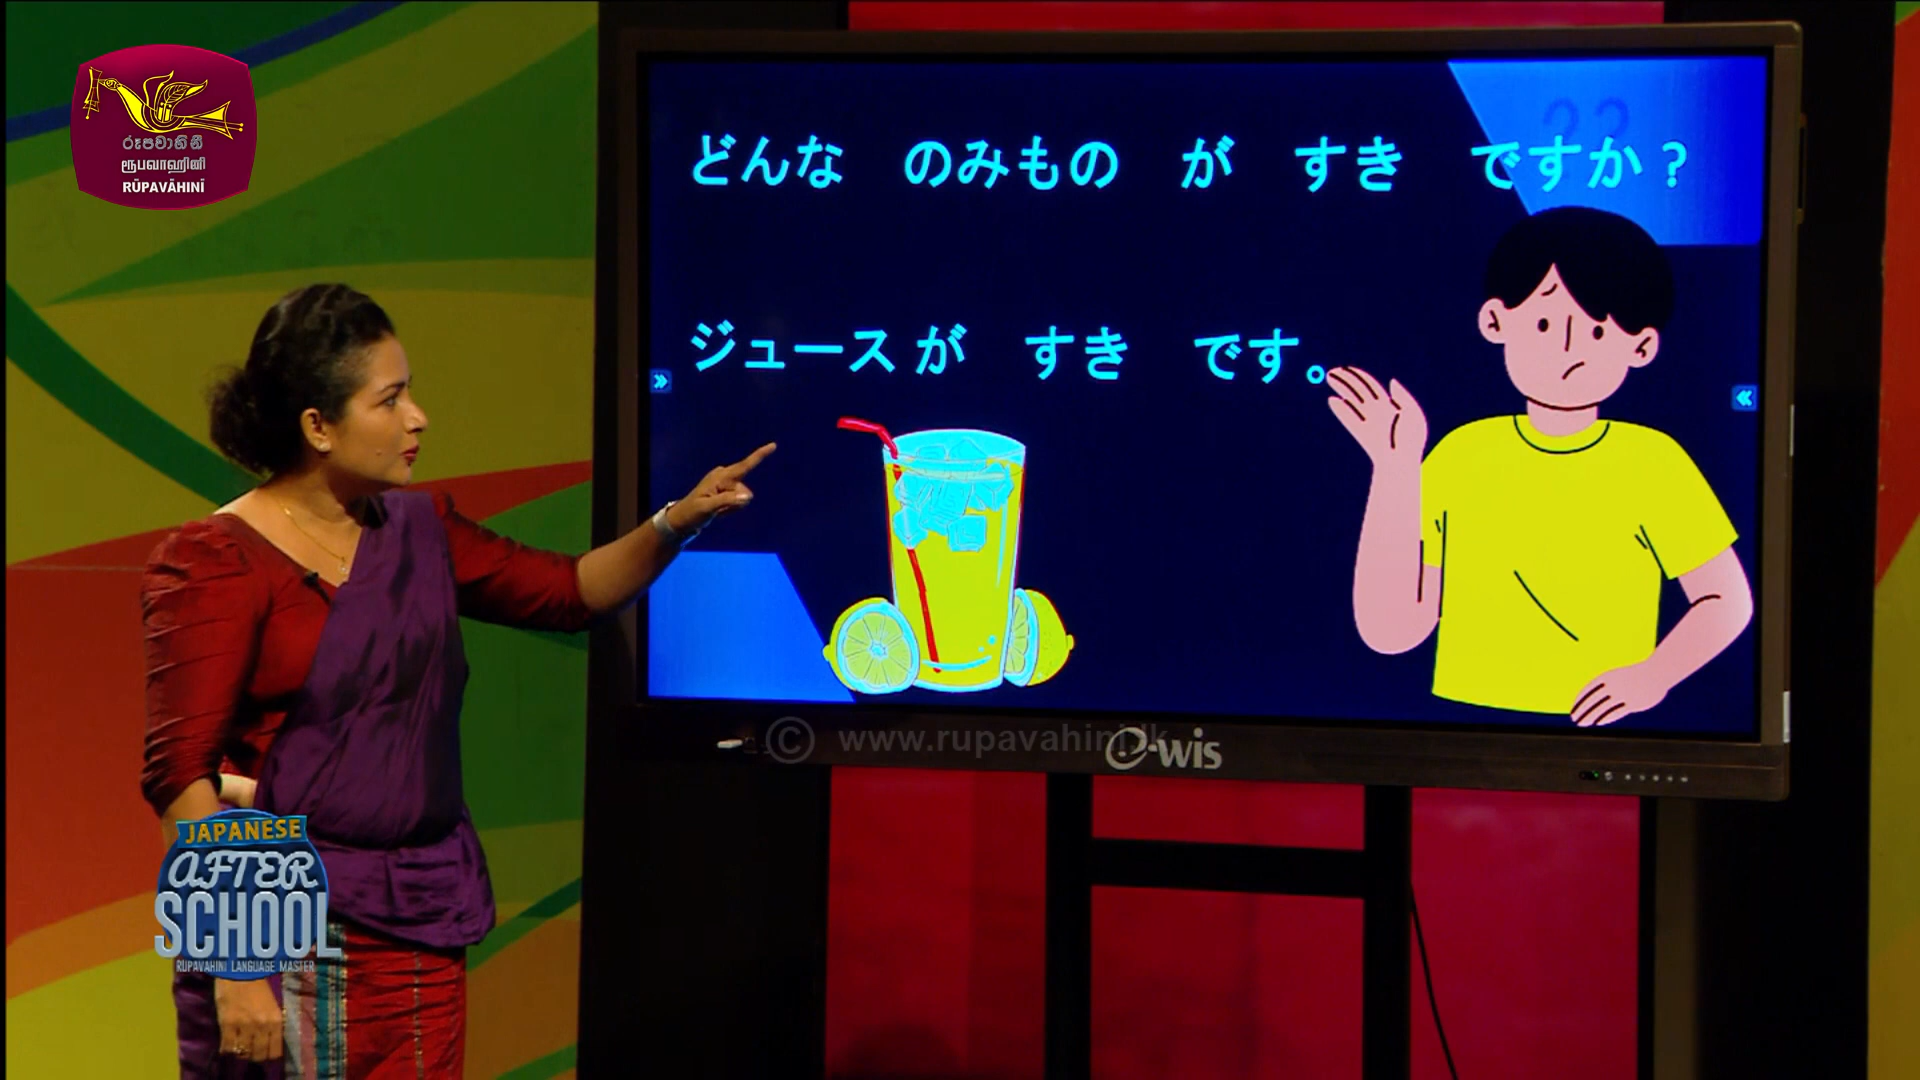 රූපවාහිනී
ரூபவாஹினி
RŪPAVĀHINĪ
どんな のみもの が すき ですか？
ジュース が すき です。
© www.rupavahini.lk
e-wis
JAPANESE
AFTER
SCHOOL
RUPAVAHINI LANGUAGE MASTER